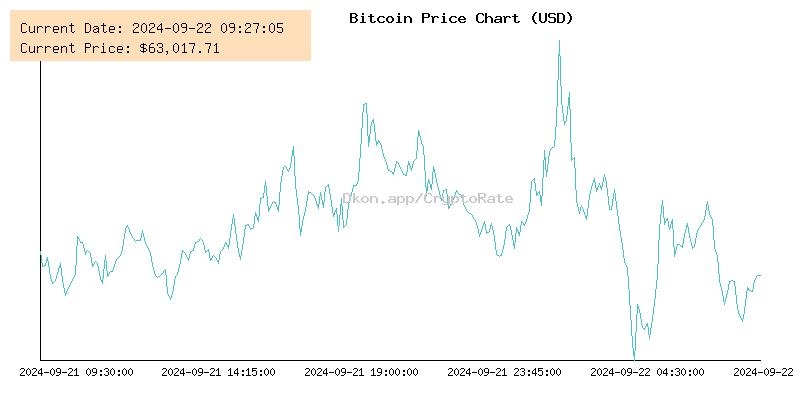 Bitcoin Price Chart (USD)
Current Date: 2024-09-22 09:27:05
Current Price: $63,017.71
Dkon.app/CryptoRate
2024-09-21 09:30:00 2024-09-21 14:15:00 2024-09-21 19:00:00 2024-09-21 23:45:00 2024-09-22 04:30:00 2024-09-22